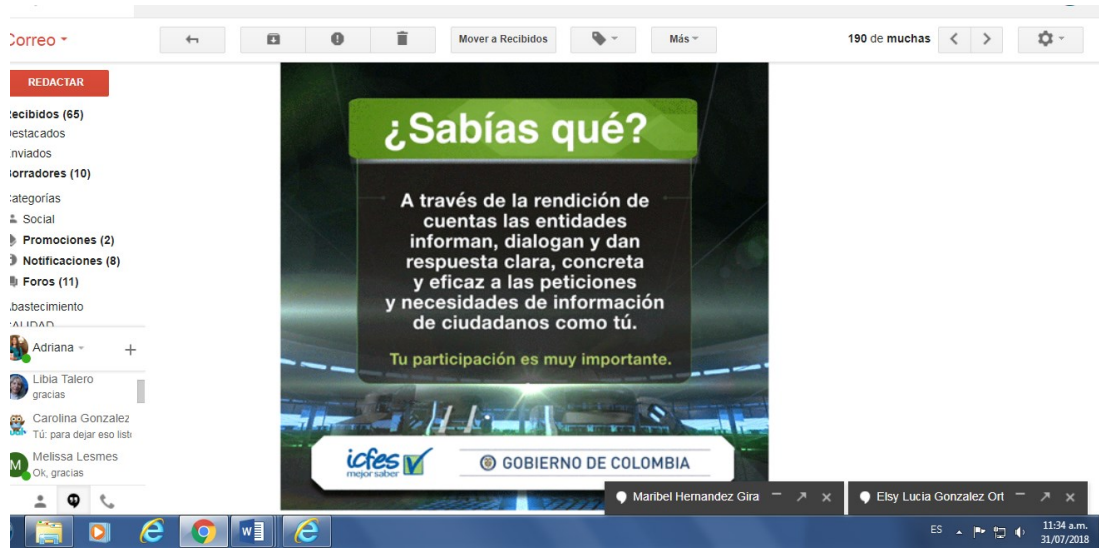 Correo
Mover a Recibidos
Más
190 de muchas
REDACTAR
Recibidos (65)
Destacados
Enviados
Borradores (10)
Categorías
Social
Promociones (2)
Notificaciones (8)
Foros (11)
Abastecimiento
CALIDAD
Adriana
Libia Talero
gracias
Carolina Gonzalez
Tú: para dejar eso listo
Melissa Lesmes
Ok, gracias
¿Sabías qué?
A través de la rendición de
cuentas las entidades
informan, dialogan y dan
respuesta clara, concreta
y eficaz a las peticiones
y necesidades de información
de ciudadanos como tú.
Tu participación es muy importante.
icfes
mejor saber
GOBIERNO DE COLOMBIA
Maribel Hernandez Gira
Elsy Lucia Gonzalez Ort
ES
11:34 a.m.
31/07/2018